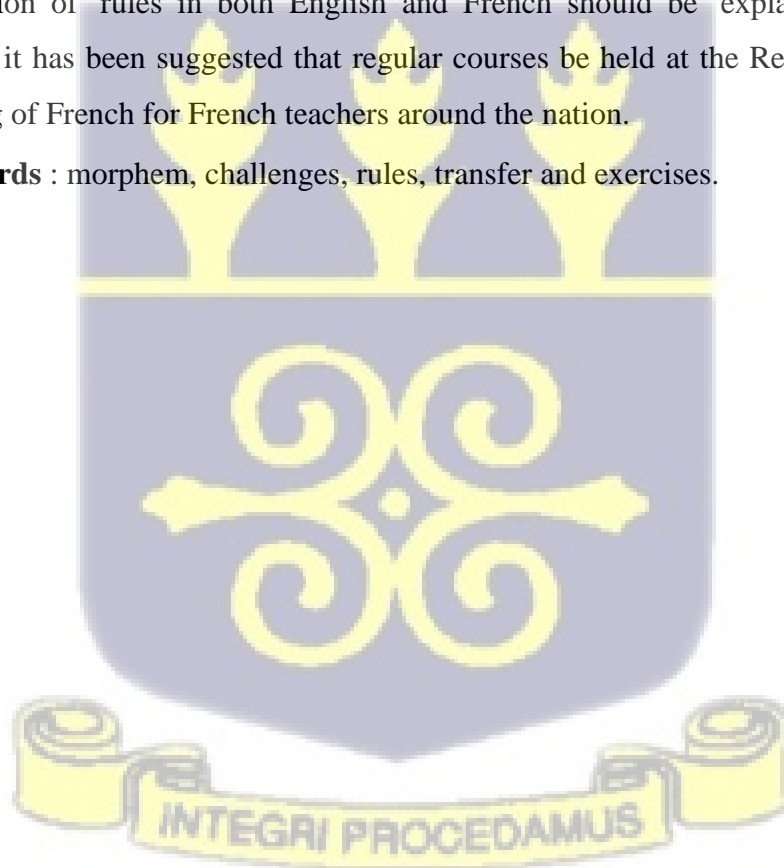 ion of rules in both English and French should be expla
it has been suggested that regular courses be held at the Re
g of French for French teachers around the nation.
rds : morphem, challenges, rules, transfer and exercises.
INTEGRI PROCEDAMUS